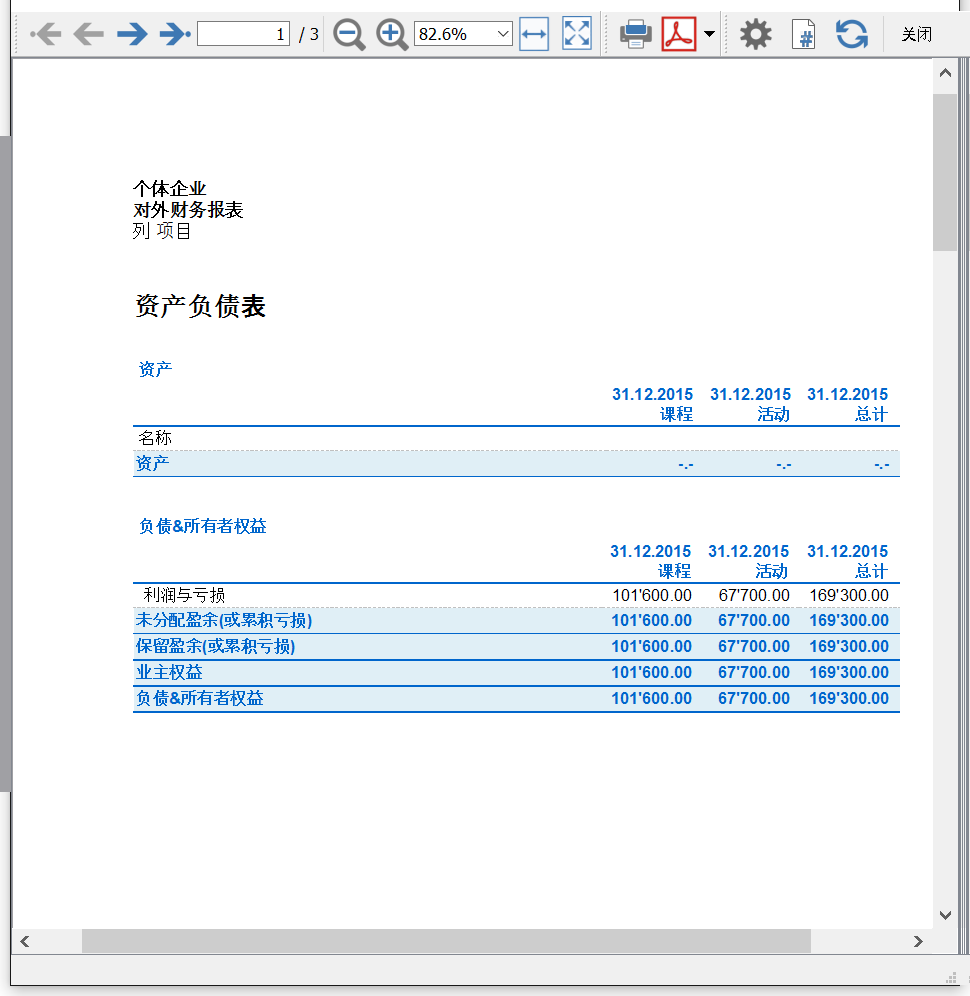 1 / 3 82.6% 关闭
个体企业
对外财务报表
列 项目
资产负债表
资产
31.12.2015 31.12.2015 31.12.2015
课程 活动 总计
名称
资产 -.- -.- -.-
负债&所有者权益
31.12.2015 31.12.2015 31.12.2015
课程 活动 总计
利润与亏损 101'600.00 67'700.00 169'300.00
未分配盈余(或累积亏损) 101'600.00 67'700.00 169'300.00
保留盈余(或累积亏损) 101'600.00 67'700.00 169'300.00
业主权益 101'600.00 67'700.00 169'300.00
负债&所有者权益 101'600.00 67'700.00 169'300.00